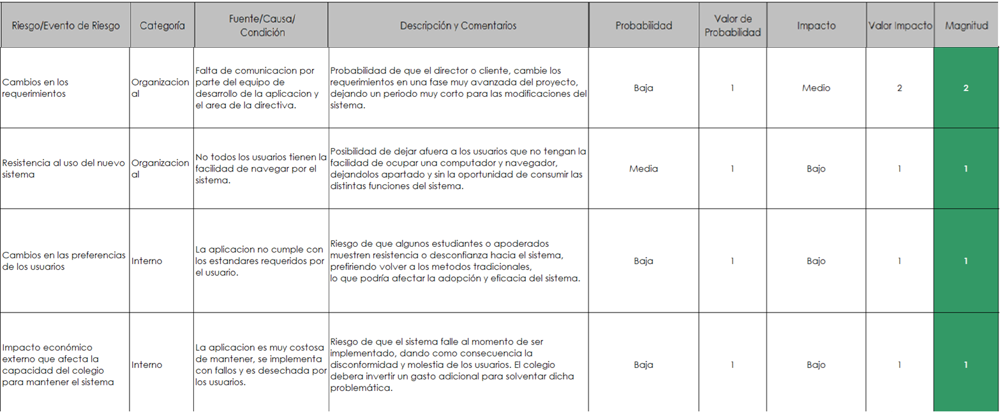 Riesgo/Evento de Riesgo
Categoría
Fuente/Causa/
Condición
Descripción y Comentarios
Probabilidad
Valor de
Probabilidad
Impacto
Valor Impacto
Magnitud
Cambios en los
requerimientos
Organizacion
al
Falta de comunicacion por
parte del equipo de
desarrollo de la aplicacion y
el area de la directiva.
Probabilidad de que el director o cliente, cambie los
requerimientos en una fase muy avanzada del proyecto,
dejando un periodo muy corto para las modificaciones del
sistema.
Baja
1
Medio
2
2
Resistencia al uso del nuevo
sistema
Organizacion
al
No todos los usuarios tienen la
facilidad de navegar por el
sistema.
Posibilidad de dejar afuera a los usuarios que no tengan la
facilidad de ocupar una computador y navegador,
dejandolos apartado y sin la oportunidad de consumir las
distintas funciones del sistema.
Media
1
Bajo
1
1
Cambios en las preferencias
de los usuarios
Interno
La aplicacion no cumple con
los estandares requeridos por
el usuario.
Riesgo de que algunos estudiantes o apoderados
muestren resistencia o desconfianza hacia el sistema,
prefiriendo volver a los metodos tradicionales,
lo que podría afectar la adopción y eficacia del sistema.
Baja
1
Bajo
1
1
Impacto económico
externo que afecta la
capacidad del colegio
para mantener el sistema
Interno
La aplicacion es muy costosa
de mantener, se implementa
con fallos y es desechada por
los usuarios.
Riesgo de que el sistema falle al momento de ser
implementado, dando como consecuencia la
disconformidad y molestia de los usuarios. El colegio
debera invertir un gasto adicional para solventar dicha
problemática.
Baja
1
Bajo
1
1